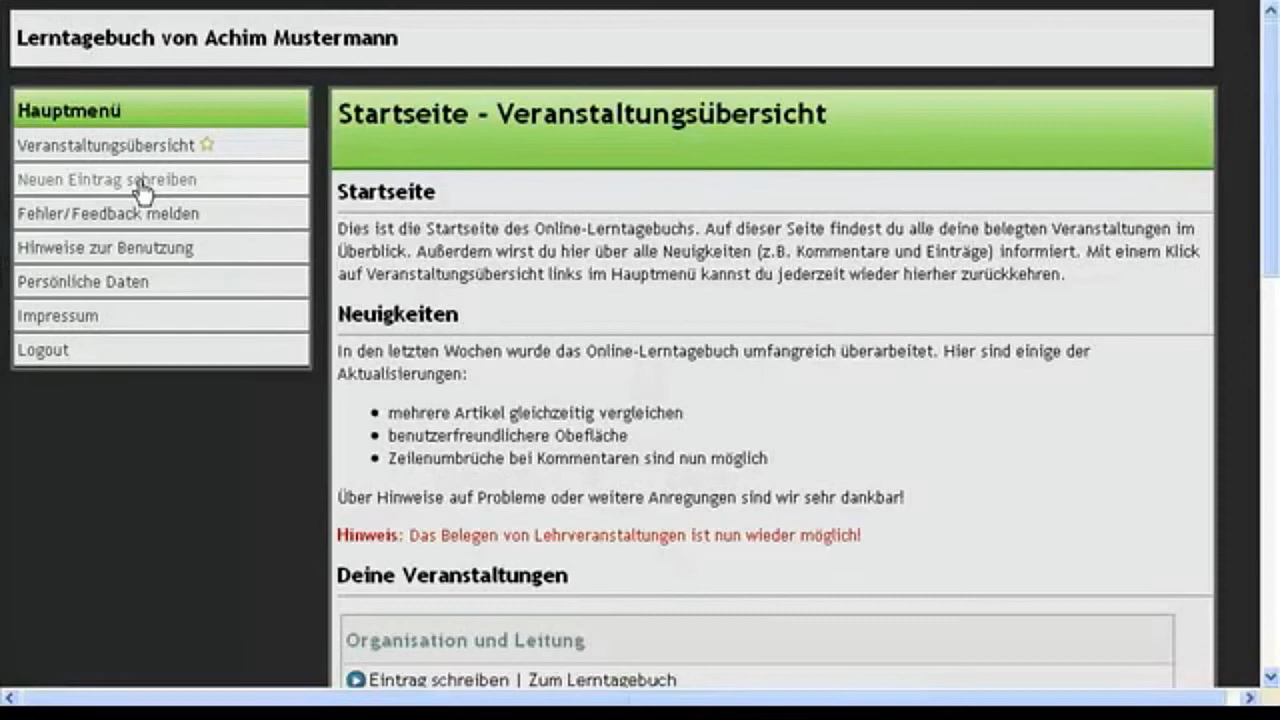 Lerntagebuch von Achim Mustermann
Hauptmenü
Veranstaltungsübersicht
Neuen Eintrag schreiben
Fehler/Feedback melden
Hinweise zur Benutzung
Persönliche Daten
Impressum
Logout
Startseite - Veranstaltungsübersicht
Startseite
Dies ist die Startseite des Online-Lerntagebuchs. Auf dieser Seite findest du alle deine belegten Veranstaltungen im
Überblick. Außerdem wirst du hier über alle Neuigkeiten (z.B. Kommentare und Einträge) informiert. Mit einem Klick
auf Veranstaltungsübersicht links im Hauptmenü kannst du jederzeit wieder hierher zurückkehren.
Neuigkeiten
In den letzten Wochen wurde das Online-Lerntagebuch umfangreich überarbeitet. Hier sind einige der
Aktualisierungen:
• mehrere Artikel gleichzeitig vergleichen
• benutzerfreundlichere Obefläche
• Zeilenumbrüche bei Kommentaren sind nun möglich
Über Hinweise auf Probleme oder weitere Anregungen sind wir sehr dankbar!
Hinweis: Das Belegen von Lehrveranstaltungen ist nun wieder möglich!
Deine Veranstaltungen
Organisation und Leitung
Eintrag schreiben | Zum Lerntagebuch